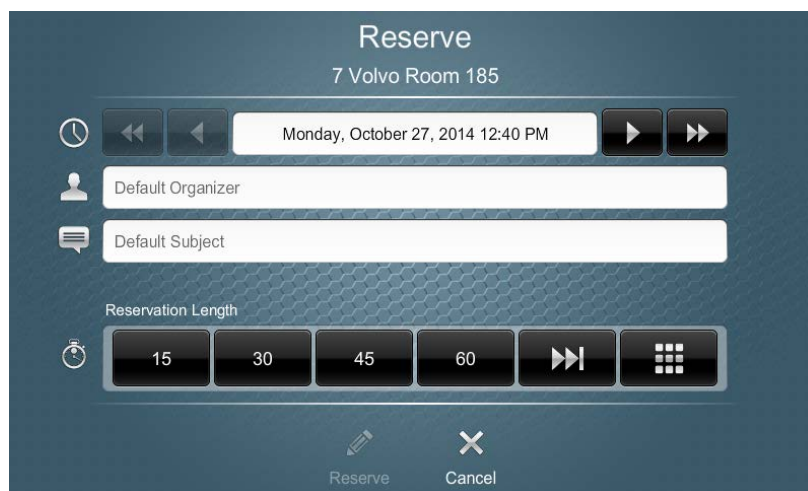 Reserve
7 Volvo Room 185
Monday, October 27, 2014 12:40 PM
Default Organizer
Default Subject
Reservation Length
15 30 45 60
Reserve Cancel